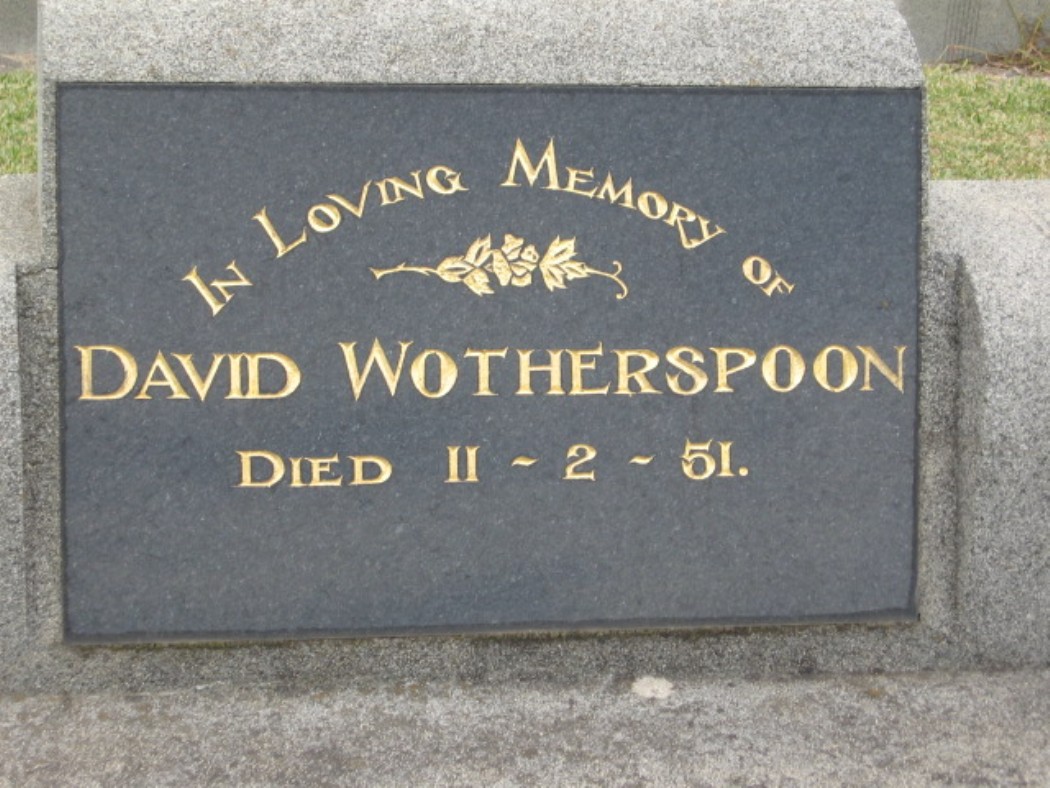 In Loving Memory of
David Wotherspoon
Died 11 - 2 - 51.